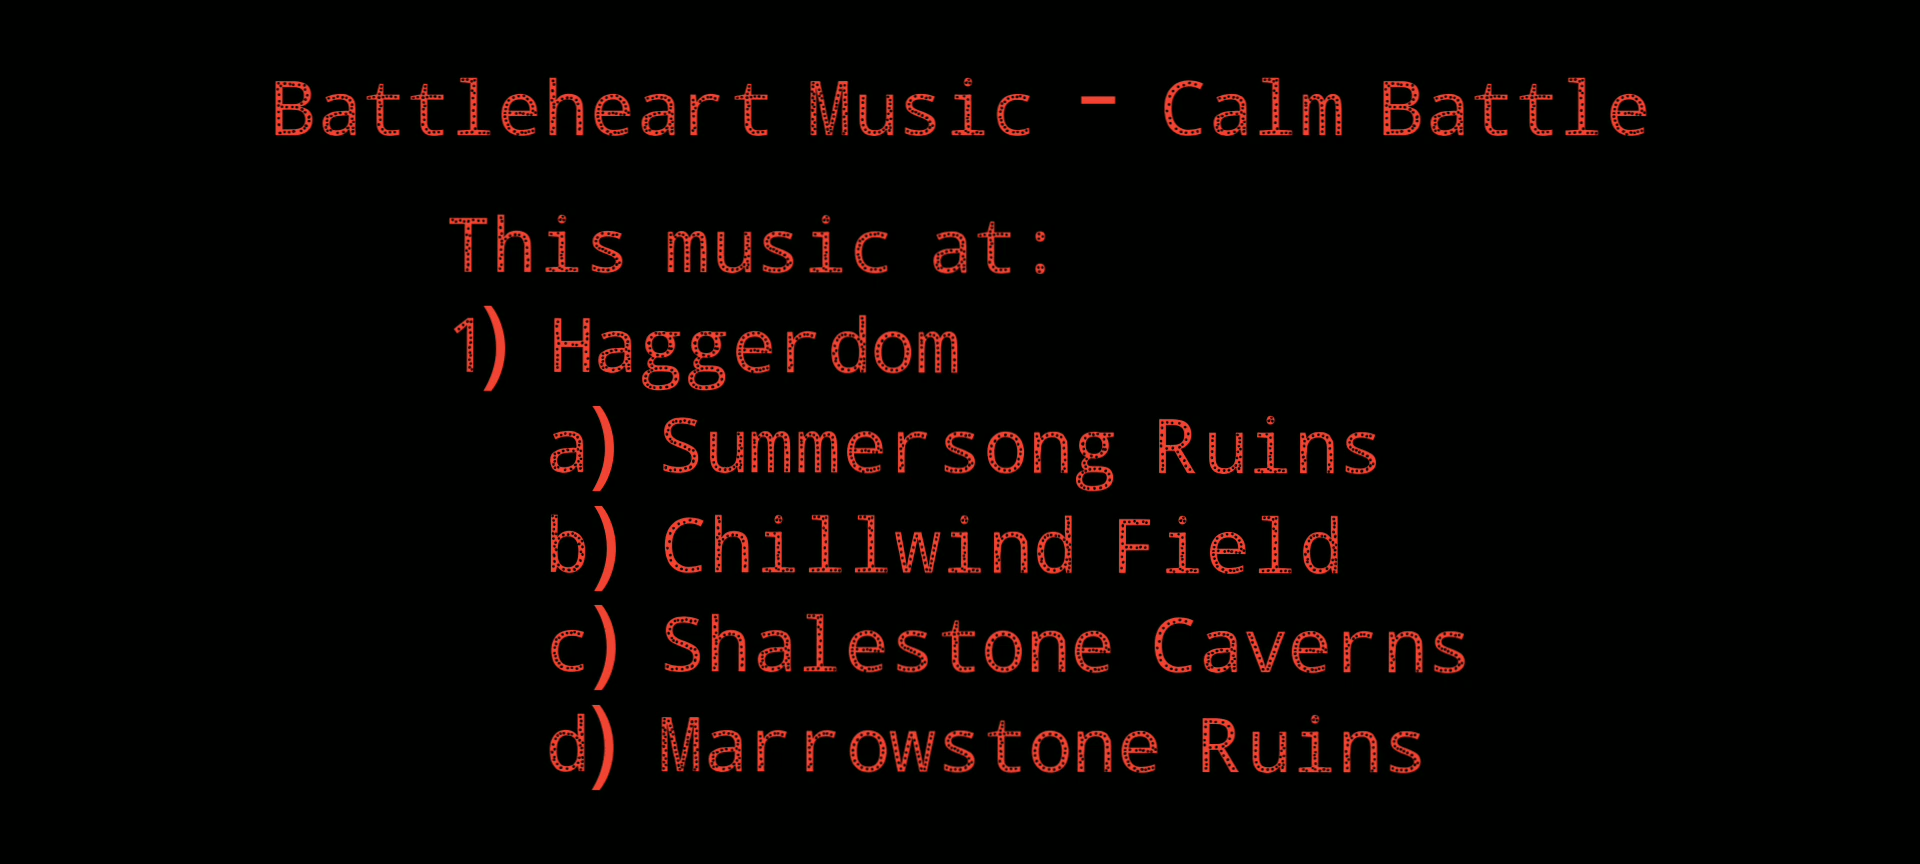 Battleheart Music - Calm Battle
This music at:
1) Haggerdom
a) Summersong Ruins
b) Chillwind Field
c) Shalestone Caverns
d) Marrowstone Ruins